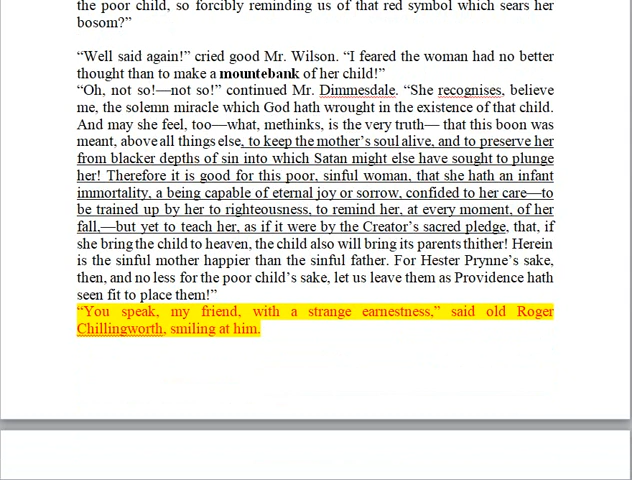 the poor child, so forcibly reminding us of that red symbol which sears her
bosom?”
“Well said again!” cried good Mr. Wilson. “I feared the woman had no better
thought than to make a mountebank of her child!”
“Oh, not so!—not so!” continued Mr. Dimmesdale. “She recognises, believe
me, the solemn miracle which God hath wrought in the existence of that child.
And may she feel, too—what, methinks, is the very truth— that this boon was
meant, above all things else, to keep the mother’s soul alive, and to preserve her
from blacker depths of sin into which Satan might else have sought to plunge
her! Therefore it is good for this poor, sinful woman, that she hath an infant
immortality, a being capable of eternal joy or sorrow, confided to her care—to
be trained up by her to righteousness, to remind her, at every moment, of her
fall,—but yet to teach her, as if it were by the Creator’s sacred pledge, that, if
she bring the child to heaven, the child also will bring its parents thither! Herein
is the sinful mother happier than the sinful father. For Hester Prynne’s sake,
then, and no less for the poor child’s sake, let us leave them as Providence hath
seen fit to place them!”
“You speak, my friend, with a strange earnestness,” said old Roger
Chillingworth, smiling at him.